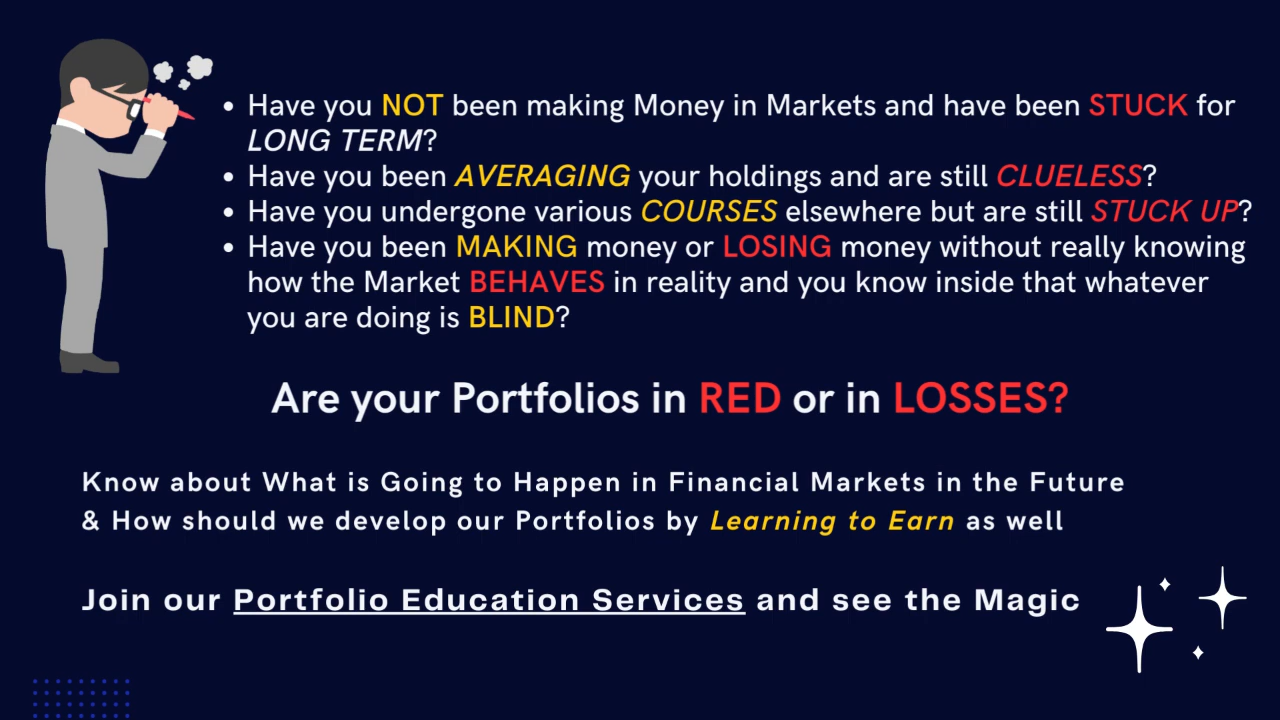 • Have you NOT been making Money in Markets and have been STUCK for
LONG TERM?
• Have you been AVERAGING your holdings and are still CLUELESS?
• Have you undergone various COURSES elsewhere but are still STUCK UP?
• Have you been MAKING money or LOSING money without really knowing
how the Market BEHAVES in reality and you know inside that whatever
you are doing is BLIND?
Are your Portfolios in RED or in LOSSES?
Know about What is Going to Happen in Financial Markets in the Future
& How should we develop our Portfolios by Learning to Earn as well
Join our Portfolio Education Services and see the Magic